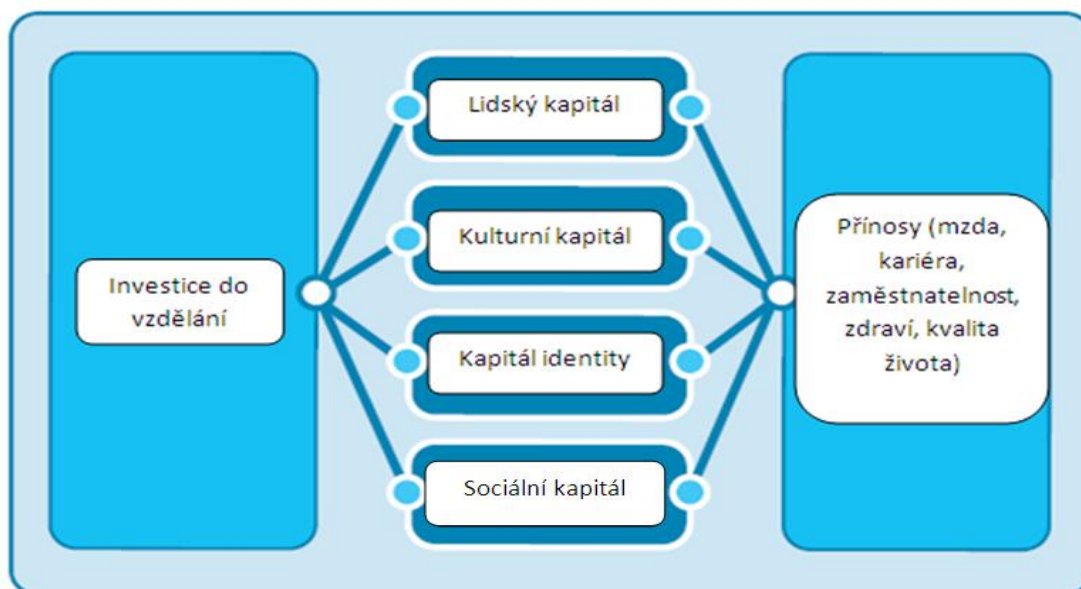 Investice do
vzdělání
Lidský kapitál
Kulturní kapitál
Kapitál identity
Sociální kapitál
Přínosy (mzda,
kariéra,
zaměstnatelnost,
zdraví, kvalita
života)